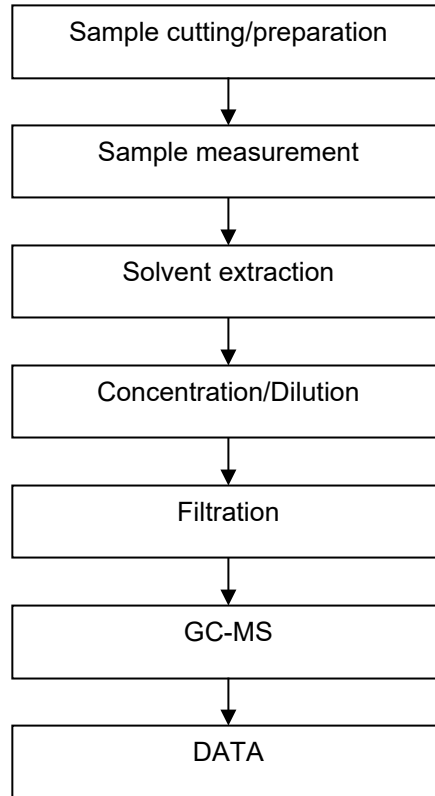 Sample cutting/preparation
Sample measurement
Solvent extraction
Concentration/Dilution
Filtration
GC-MS
DATA